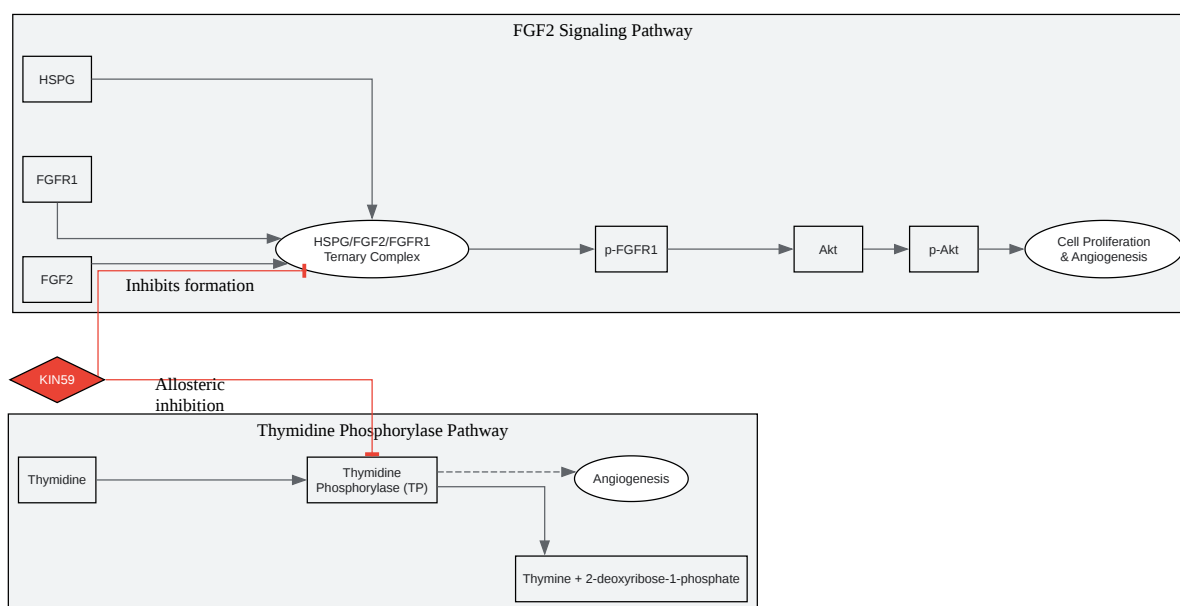 FGF2 Signaling Pathway
HSPG
FGFR1
HSPG/FGF2/FGFR1
Ternary Complex
p-FGFR1
Akt
p-Akt
Cell Proliferation
& Angiogenesis
FGF2
Inhibits formation
KIN59
Allosteric
inhibition
Thymidine Phosphorylase Pathway
Thymidine
Thymidine
Phosphorylase (TP)
Angiogenesis
Thymine + 2-deoxyribose-1-phosphate